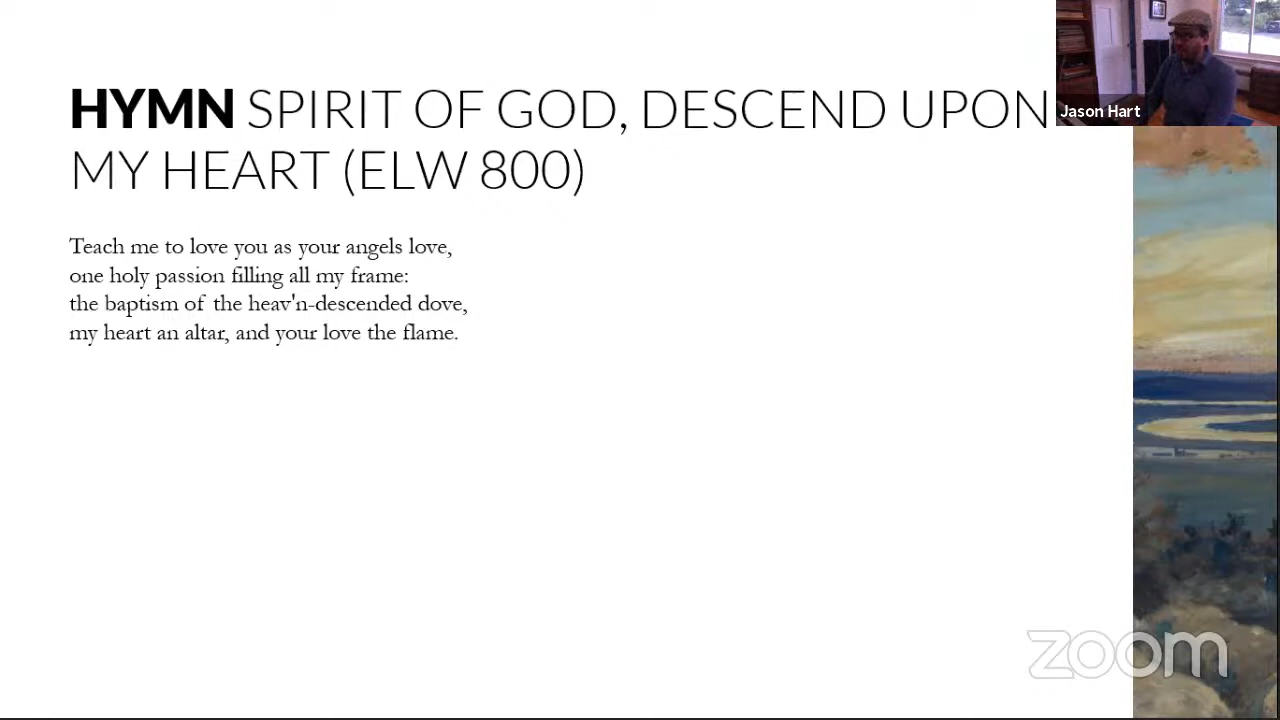 HYMN SPIRIT OF GOD, DESCEND UPON
MY HEART (ELW 800)
Jason Hart
Teach me to love you as your angels love,
one holy passion filling all my frame:
the baptism of the heav'n-descended dove,
my heart an altar, and your love the flame.
zoom